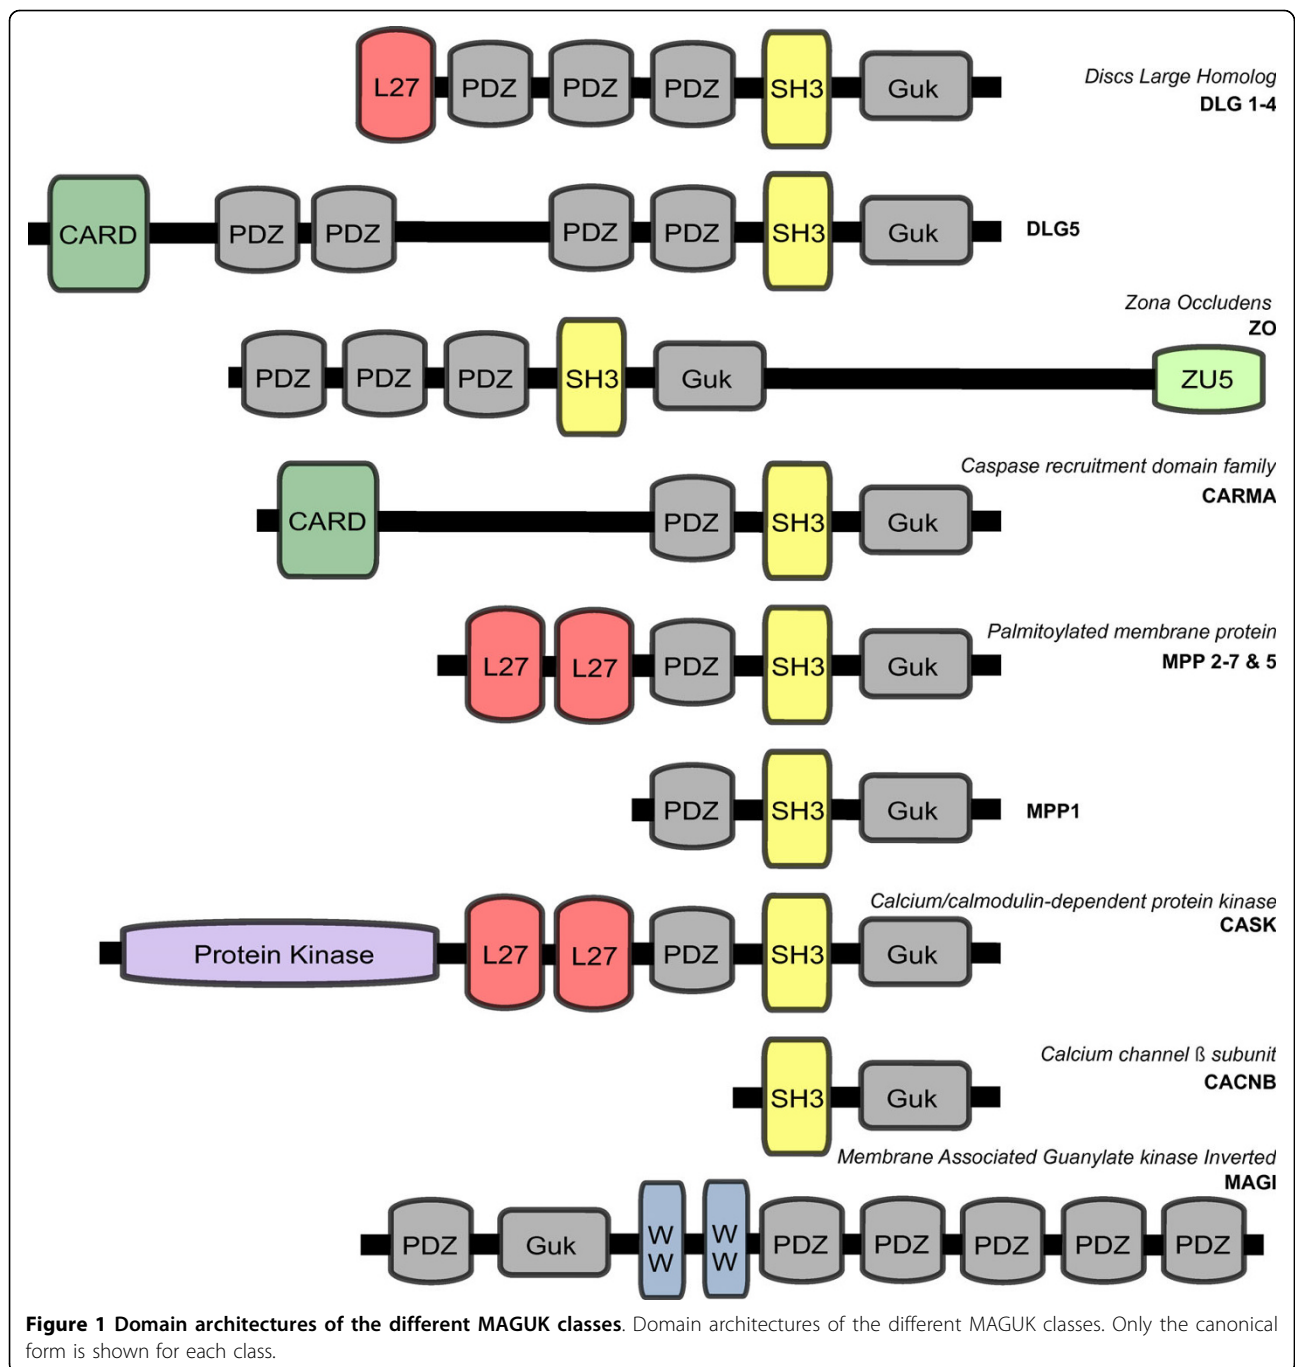 Discs Large Homolog
L27 PDZ PDZ PDZ SH3 Guk
DLG 1-4
CARD PDZ PDZ PDZ PDZ SH3 Guk
DLG5
Zona Occludens
ZO
PDZ PDZ PDZ SH3 Guk ZU5
Caspase recruitment domain family
CARMA
CARD PDZ SH3 Guk
Palmitoylated membrane protein
MPP 2-7 & 5
L27 L27 PDZ SH3 Guk
PDZ SH3 Guk
MPP1
Calcium/calmodulin-dependent protein kinase
CASK
Protein Kinase L27 L27 PDZ SH3 Guk
Calcium channel ß subunit
CACNB
SH3 Guk
Membrane Associated Guanylate kinase Inverted
MAGI
PDZ Guk W W W W PDZ PDZ PDZ PDZ PDZ
Figure 1 Domain architectures of the different MAGUK classes. Domain architectures of the different MAGUK classes. Only the canonical
form is shown for each class.